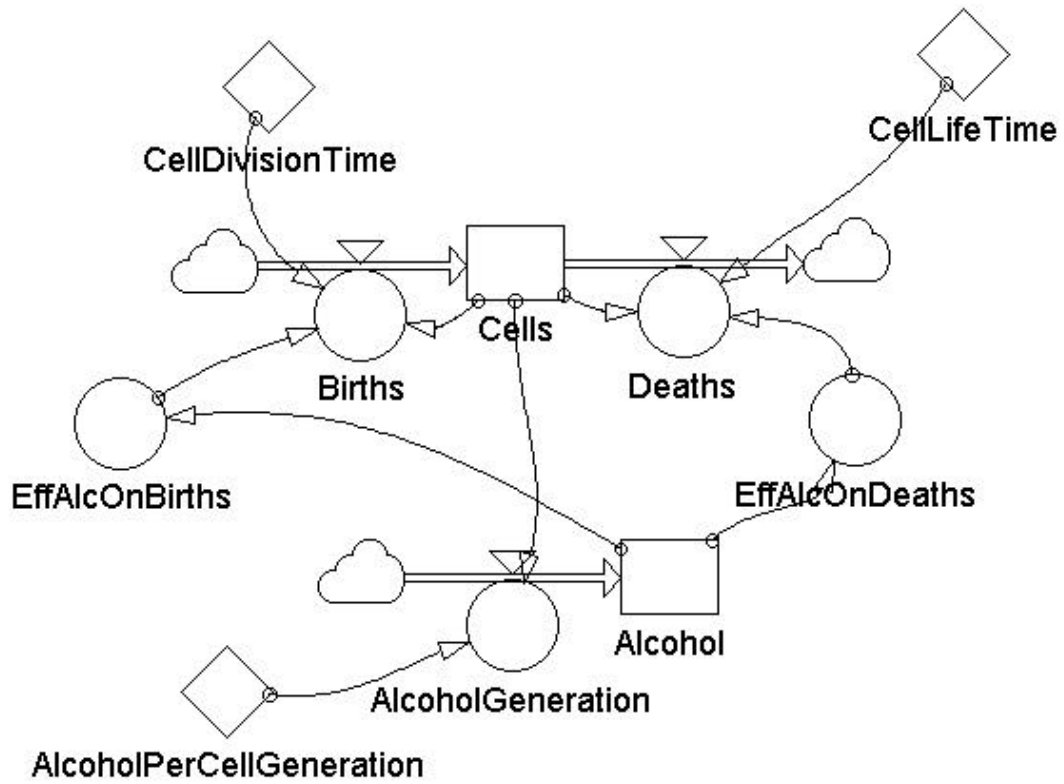 CellLifeTime
CellDivisionTime
Cells
Births
Deaths
EffAlcOnBirths
EffAlcOnDeaths
Alcohol
AlcoholGeneration
AlcoholPerCellGeneration